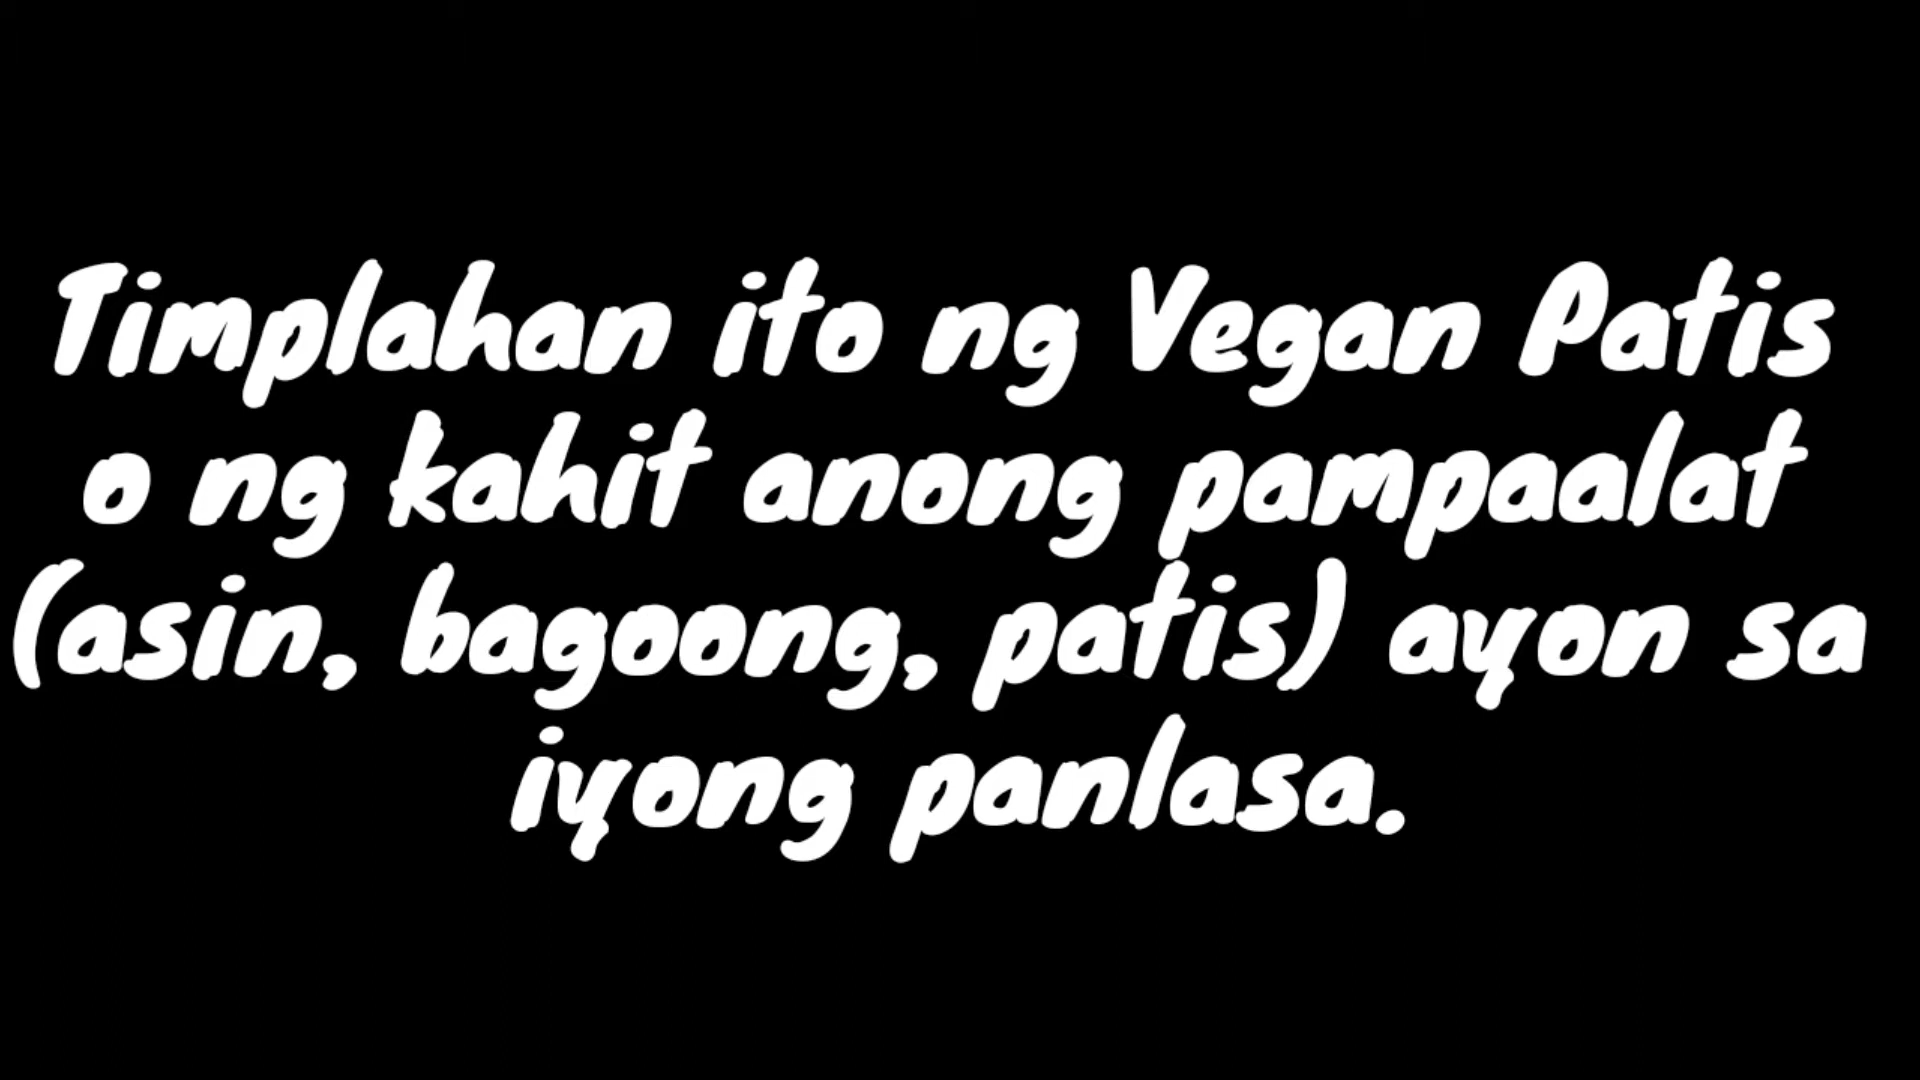 Timplahan ito ng Vegan Patis
o ng kahit anong pampaalat
(asin, bagoong, patis) ayon sa
iyong panlasa.